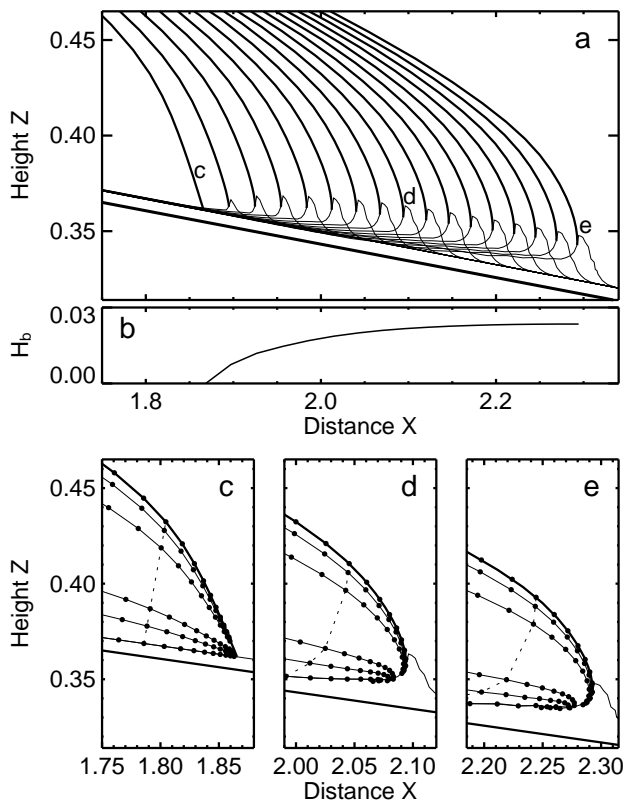 a
0.45
0.40
0.35
Height Z
c
d
e
b
0.03
0.00
H_b
1.8
2.0
2.2
Distance X
c
d
e
0.45
0.40
0.35
Height Z
1.75
1.80
1.85
2.00
2.05
2.10
2.20
2.25
2.30
Distance X